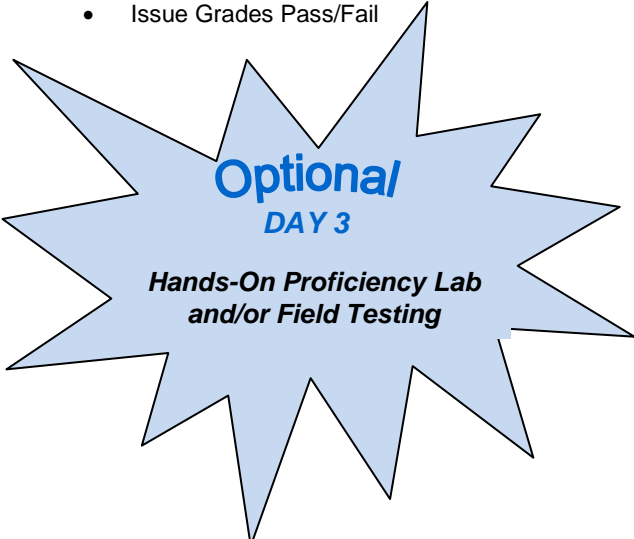 • Issue Grades Pass/Fail
Optional
DAY 3
Hands-On Proficiency Lab
and/or Field Testing